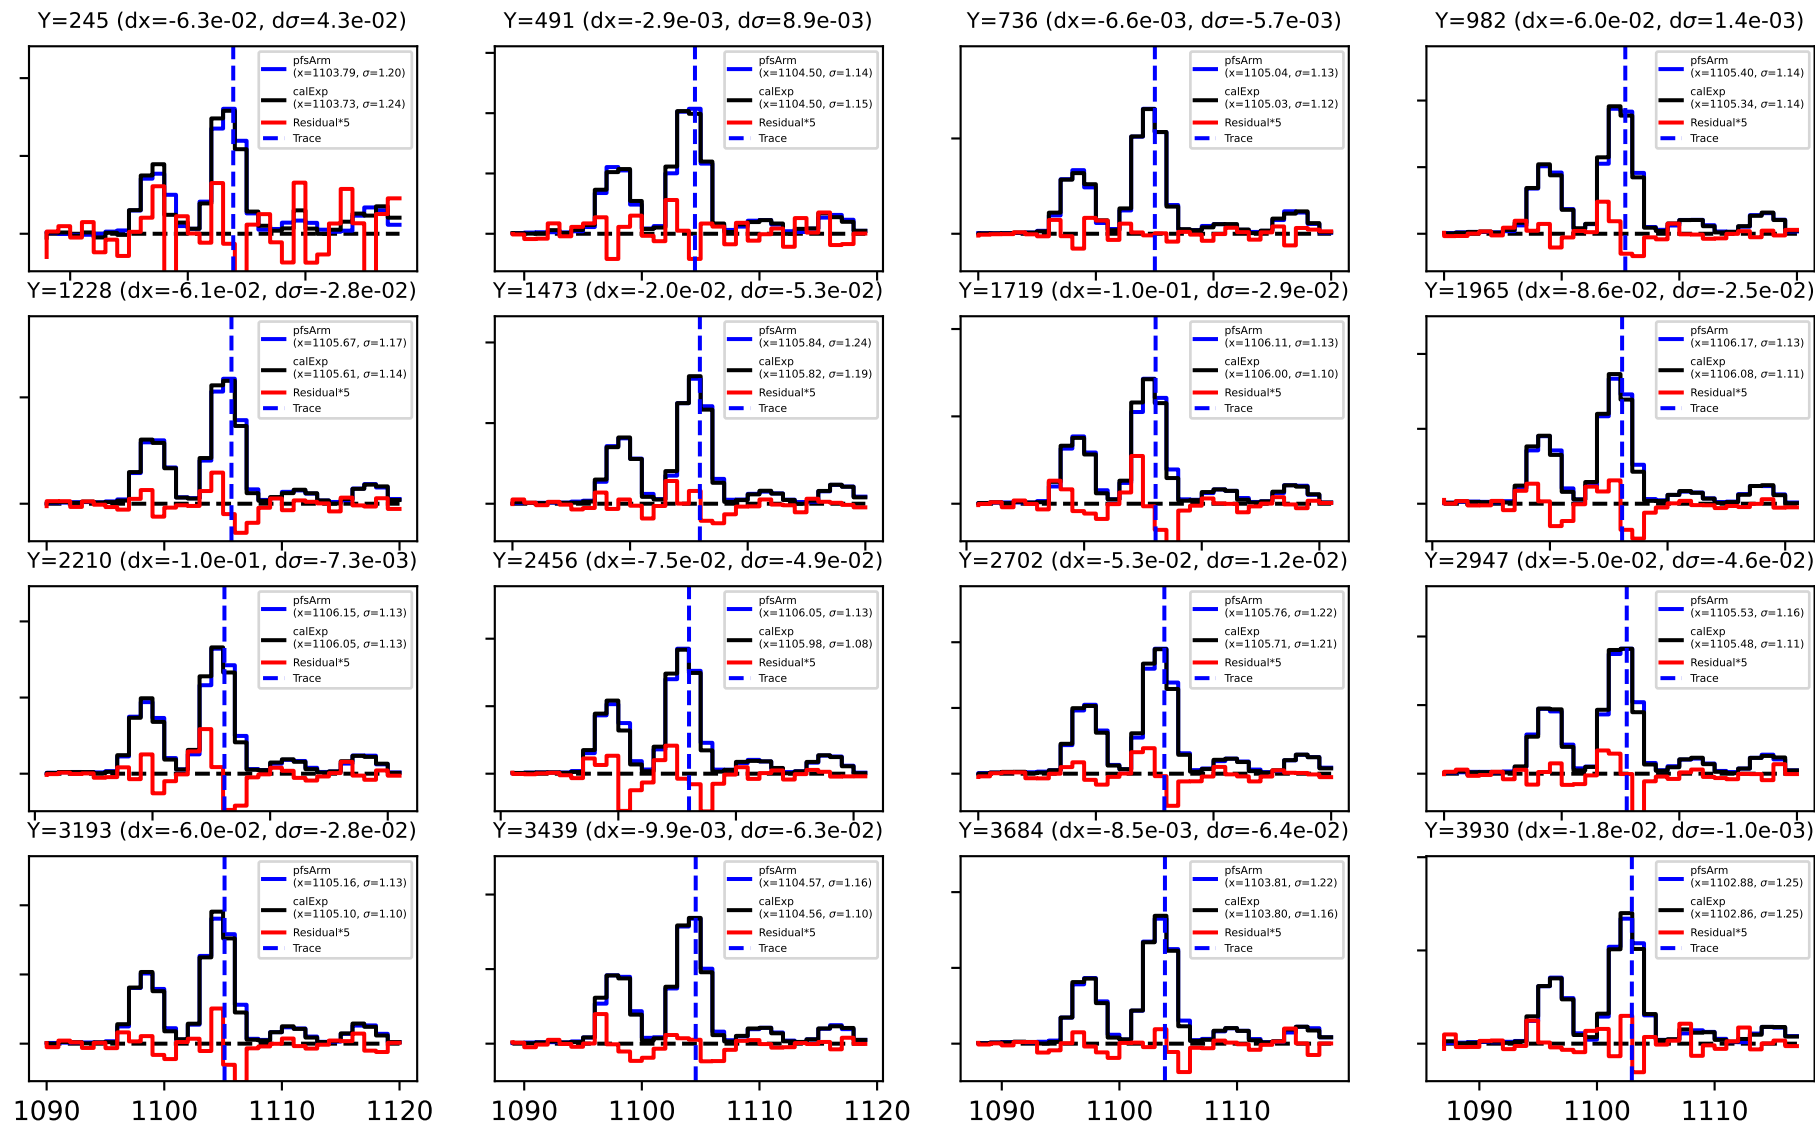 Y=245 (dx=-6.3e-02, dσ=4.3e-02)
pfsArm
(x=1103.79, σ=1.20)
calExp
(x=1103.73, σ=1.24)
Residual*5
Trace
Y=491 (dx=-2.9e-03, dσ=8.9e-03)
pfsArm
(x=1104.50, σ=1.14)
calExp
(x=1104.50, σ=1.15)
Residual*5
Trace
Y=736 (dx=-6.6e-03, dσ=-5.7e-03)
pfsArm
(x=1105.04, σ=1.13)
calExp
(x=1105.03, σ=1.12)
Residual*5
Trace
Y=982 (dx=-6.0e-02, dσ=1.4e-03)
pfsArm
(x=1105.40, σ=1.14)
calExp
(x=1105.34, σ=1.14)
Residual*5
Trace
Y=1228 (dx=-6.1e-02, dσ=-2.8e-02)
pfsArm
(x=1105.67, σ=1.17)
calExp
(x=1105.61, σ=1.14)
Residual*5
Trace
Y=1473 (dx=-2.0e-02, dσ=-5.3e-02)
pfsArm
(x=1105.84, σ=1.24)
calExp
(x=1105.82, σ=1.19)
Residual*5
Trace
Y=1719 (dx=-1.0e-01, dσ=-2.9e-02)
pfsArm
(x=1106.11, σ=1.13)
calExp
(x=1106.00, σ=1.10)
Residual*5
Trace
Y=1965 (dx=-8.6e-02, dσ=-2.5e-02)
pfsArm
(x=1106.17, σ=1.13)
calExp
(x=1106.08, σ=1.11)
Residual*5
Trace
Y=2210 (dx=-1.0e-01, dσ=-7.3e-03)
pfsArm
(x=1106.15, σ=1.13)
calExp
(x=1106.05, σ=1.13)
Residual*5
Trace
Y=2456 (dx=-7.5e-02, dσ=-4.9e-02)
pfsArm
(x=1106.05, σ=1.13)
calExp
(x=1105.98, σ=1.08)
Residual*5
Trace
Y=2702 (dx=-5.3e-02, dσ=-1.2e-02)
pfsArm
(x=1105.76, σ=1.22)
calExp
(x=1105.71, σ=1.21)
Residual*5
Trace
Y=2947 (dx=-5.0e-02, dσ=-4.6e-02)
pfsArm
(x=1105.53, σ=1.16)
calExp
(x=1105.48, σ=1.11)
Residual*5
Trace
Y=3193 (dx=-6.0e-02, dσ=-2.8e-02)
pfsArm
(x=1105.16, σ=1.13)
calExp
(x=1105.10, σ=1.10)
Residual*5
Trace
1090 1100 1110 1120
Y=3439 (dx=-9.9e-03, dσ=-6.3e-02)
pfsArm
(x=1104.57, σ=1.16)
calExp
(x=1104.56, σ=1.10)
Residual*5
Trace
1090 1100 1110 1120
Y=3684 (dx=-8.5e-03, dσ=-6.4e-02)
pfsArm
(x=1103.81, σ=1.22)
calExp
(x=1103.80, σ=1.16)
Residual*5
Trace
1090 1100 1110
Y=3930 (dx=-1.8e-02, dσ=-1.0e-03)
pfsArm
(x=1102.88, σ=1.25)
calExp
(x=1102.86, σ=1.25)
Residual*5
Trace
1090 1100 1110